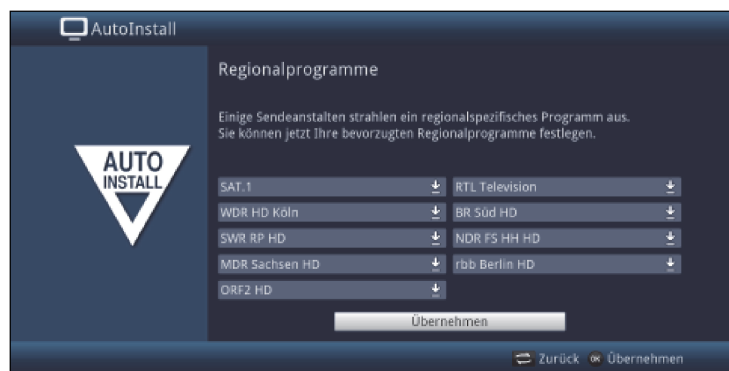 AutoInstall
Regionalprogramme
Einige Sendeanstalten strahlen ein regionalspezifisches Programm aus.
Sie können jetzt Ihre bevorzugten Regionalprogramme festlegen.
AUTO
INSTALL
SAT.1
RTL Television
WDR HD Köln
BR Süd HD
SWR RP HD
NDR FS HH HD
MDR Sachsen HD
rbb Berlin HD
ORF2 HD
Übernehmen
Zurück OK Übernehmen